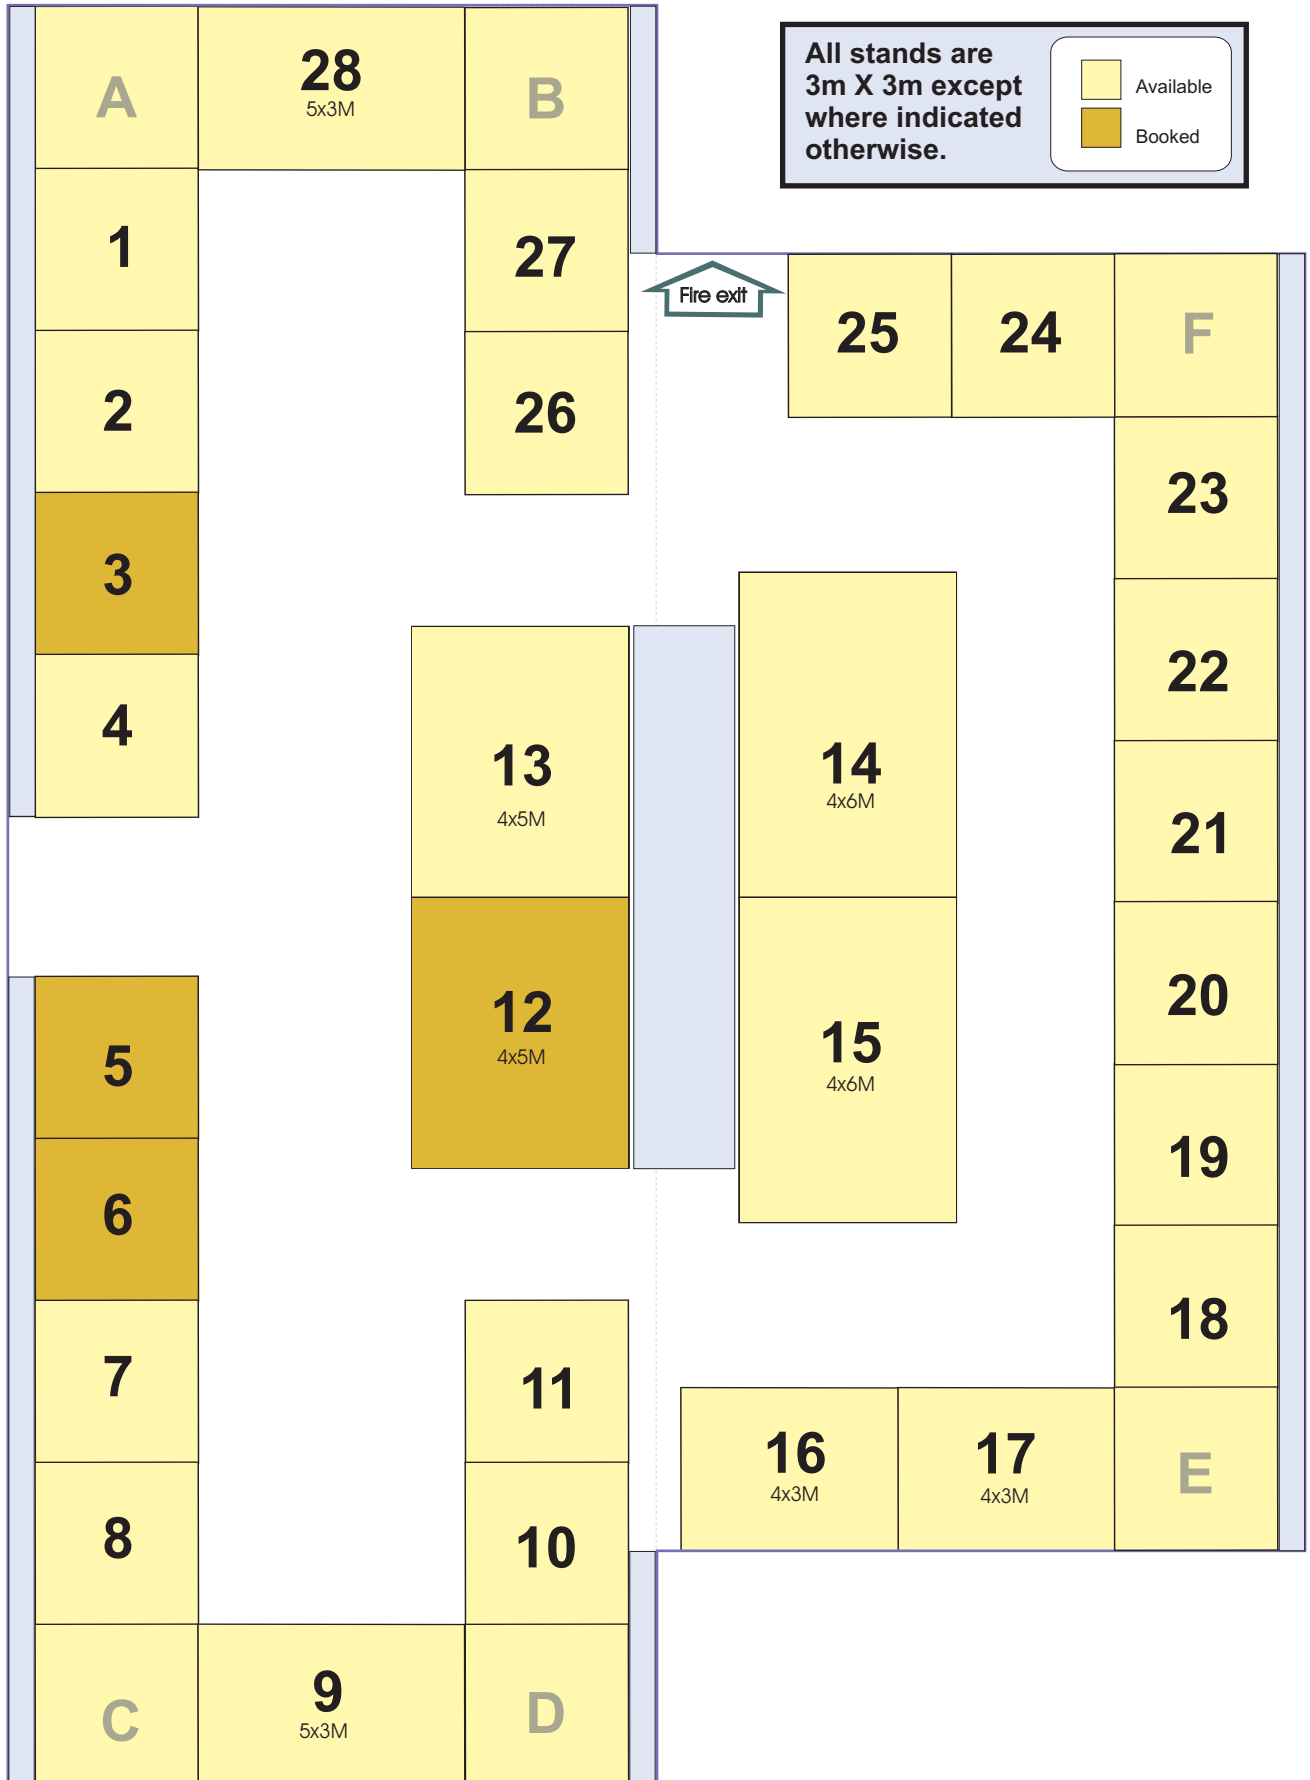 A
28
5x3M
B
All stands are
3m X 3m except
where indicated
otherwise.
Available
Booked
1
27
Fire exit
25
24
F
2
26
23
3
22
4
13
4x5M
14
4x6M
21
12
4x5M
15
4x6M
20
5
19
6
18
7
11
16
4x3M
17
4x3M
E
8
10
C
9
5x3M
D